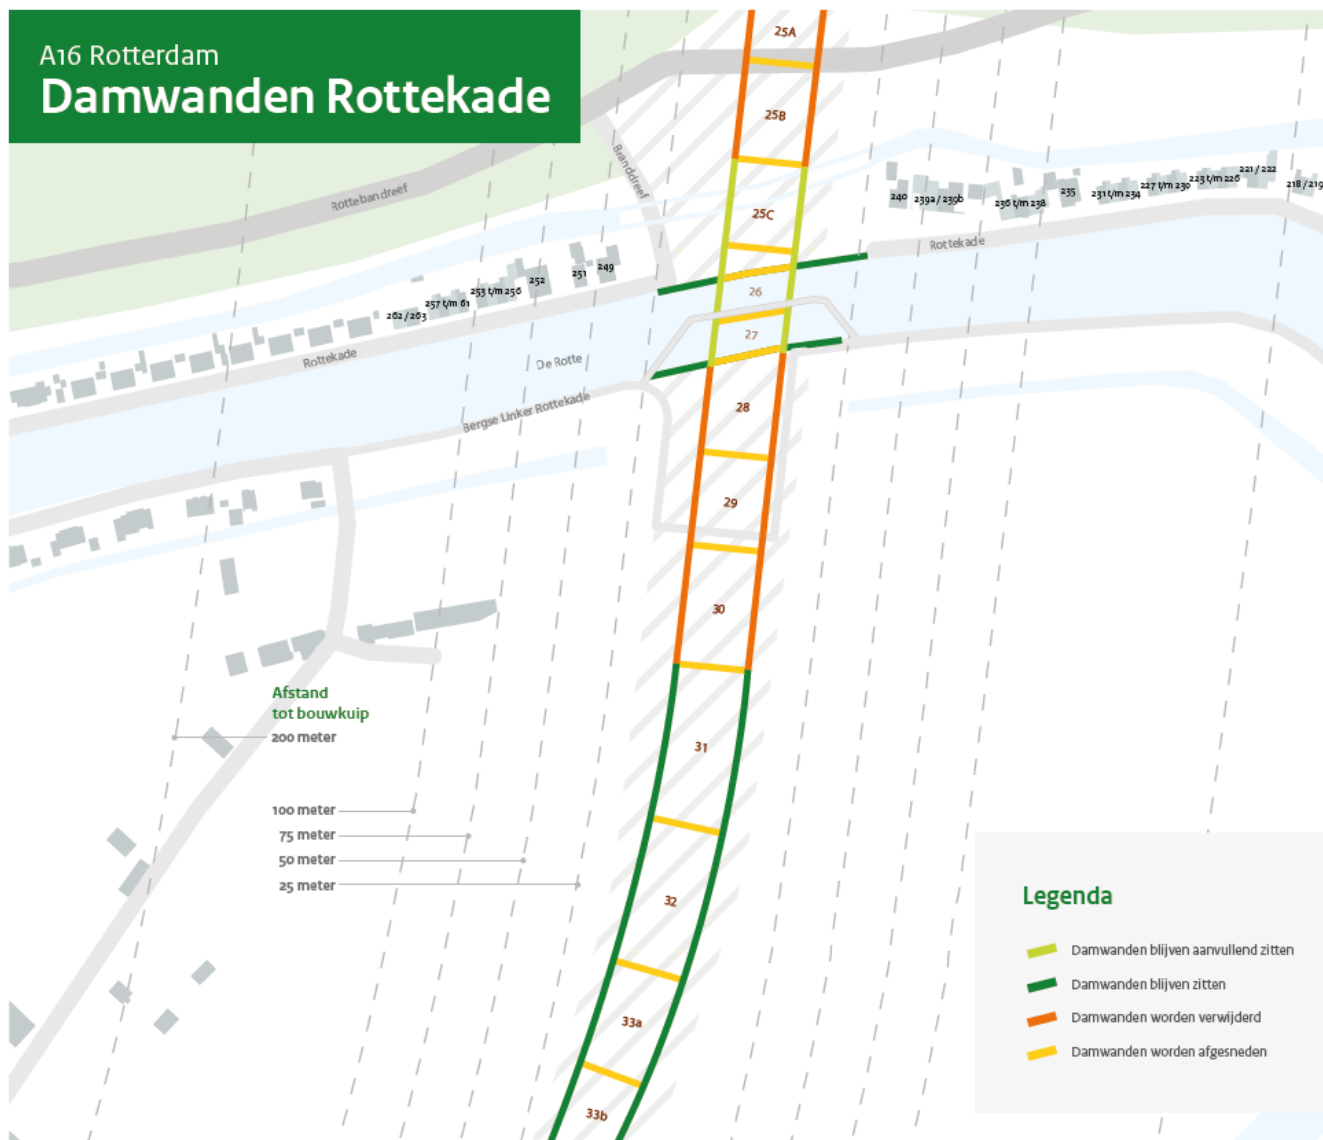 A16 Rotterdam
Damwanden Rottekade
25A
25B
25C
26
27
28
29
30
31
32
33a
33b
Rottebandreef
Branddreef
Rottekade
De Rotte
Bergse Linker Rottekade
Rottekade
262 / 263
257 t/m 61
253 t/m 256
252
251
249
240
239a / 239b
236 t/m 238
235
231 t/m 234
227 t/m 230
223 t/m 226
221 / 222
218 / 219
Afstand
tot bouwkuip
200 meter
100 meter
75 meter
50 meter
25 meter
Legenda
Damwanden blijven aanvullend zitten
Damwanden blijven zitten
Damwanden worden verwijderd
Damwanden worden afgesneden